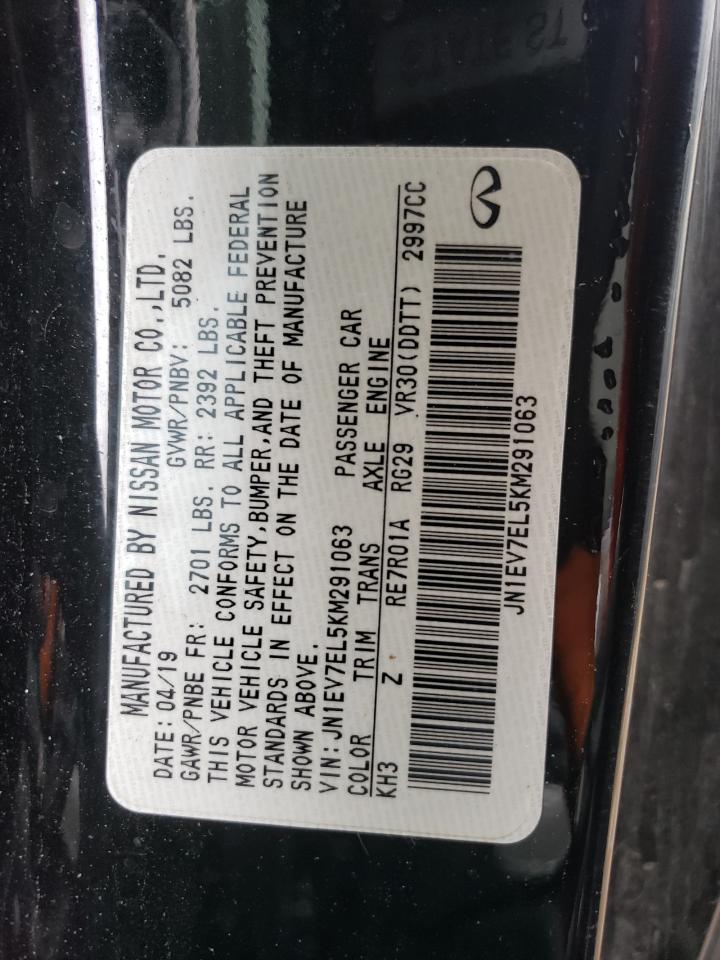 MANUFACTURED BY NISSAN MOTOR CO.,LTD.
DATE: 04/19 GVWR/PNBV: 5082 LBS.
GAWR/PNBE FR: 2701 LBS. RR: 2392 LBS.
THIS VEHICLE CONFORMS TO ALL APPLICABLE FEDERAL
MOTOR VEHICLE SAFETY,BUMPER,AND THEFT PREVENTION
STANDARDS IN EFFECT ON THE DATE OF MANUFACTURE
SHOWN ABOVE.
VIN:JN1EV7EL5KM291063 PASSENGER CAR
COLOR TRIM TRANS AXLE ENGINE
KH3 Z RE7R01A RG29 VR30(DDTT) 2997CC
JN1EV7EL5KM291063
STATE ST